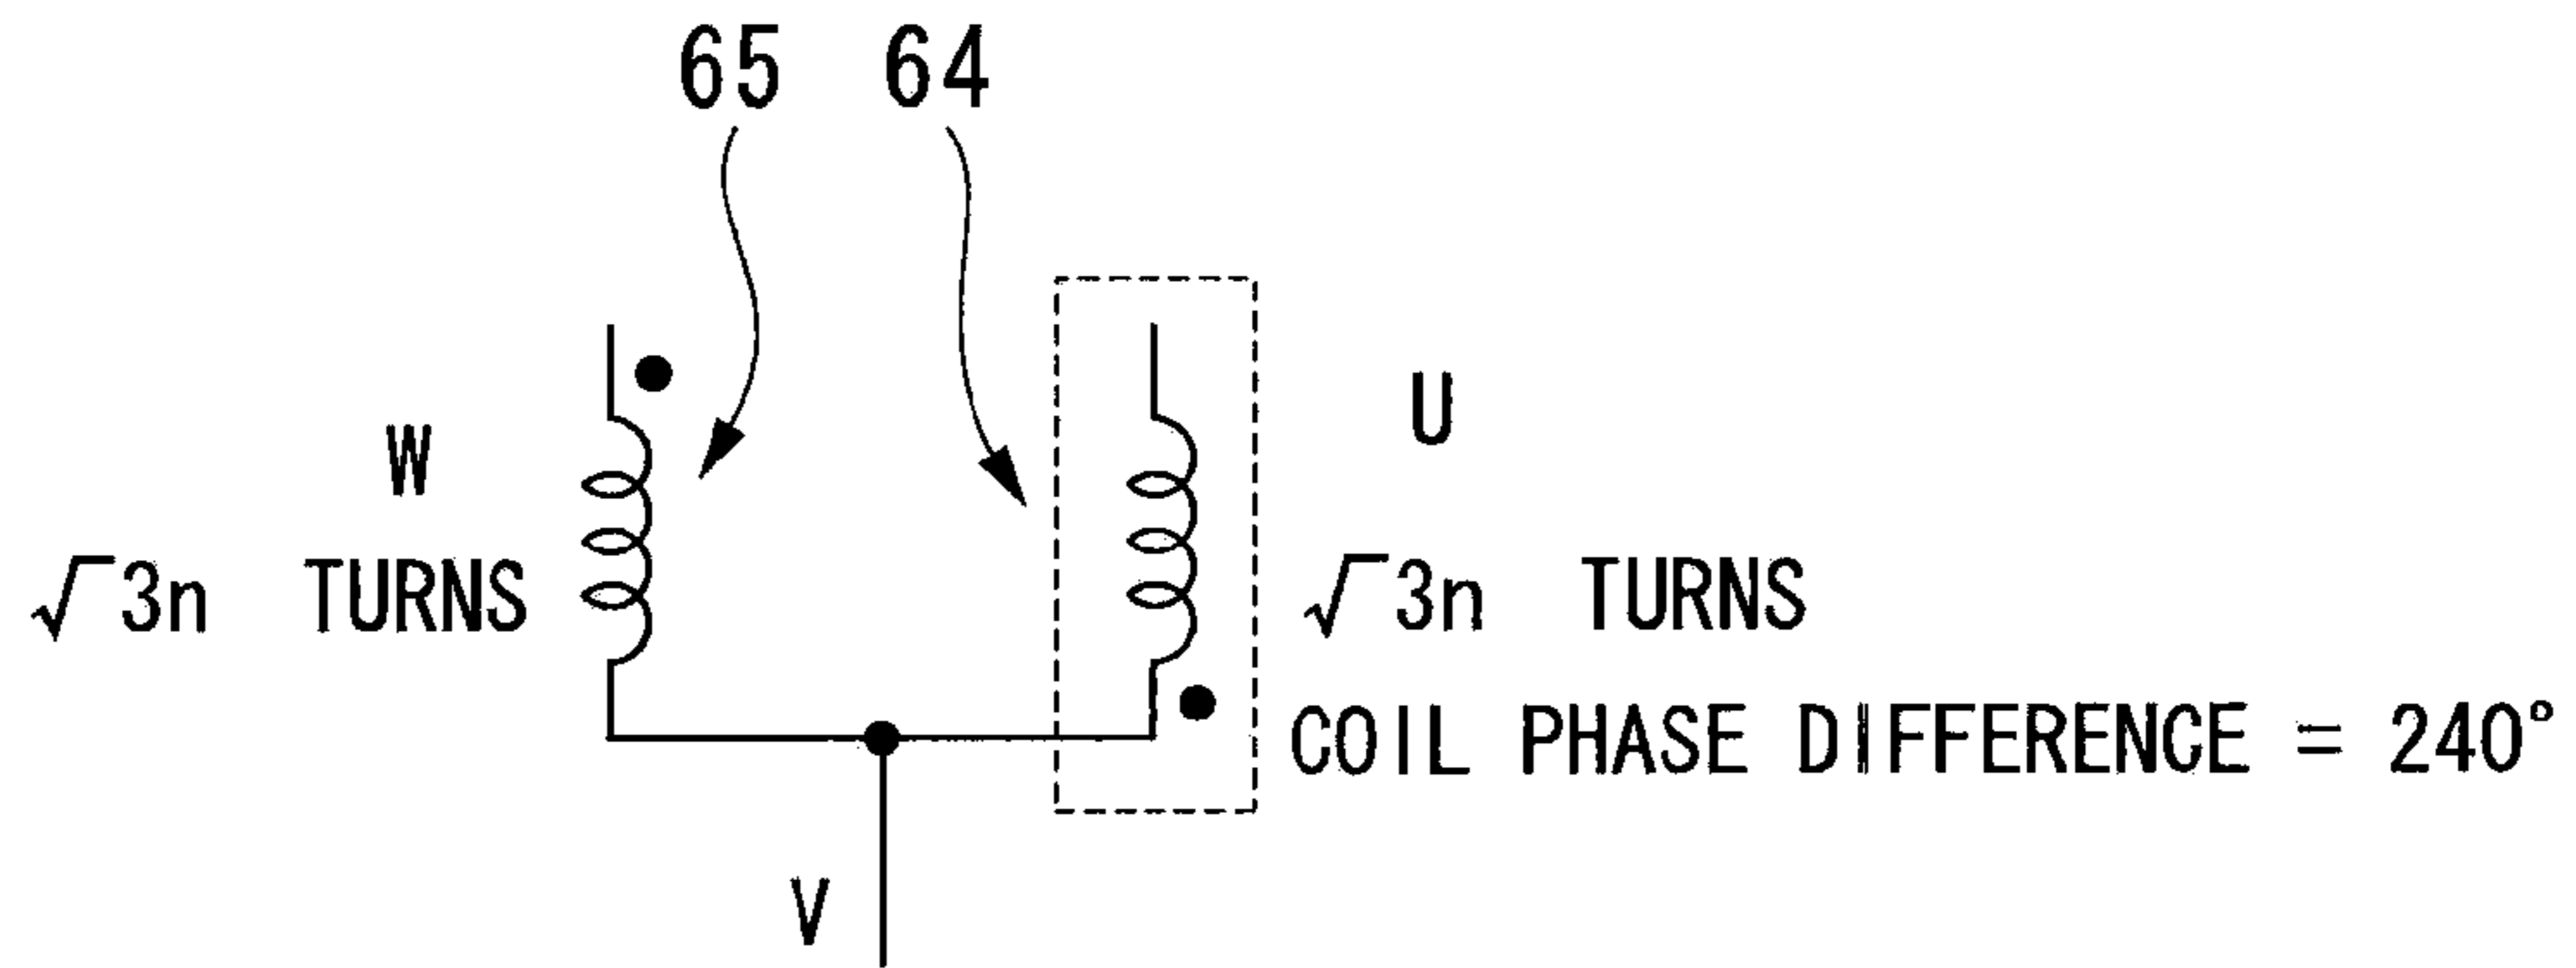 65 64
W
√3n TURNS
U
√3n TURNS
COIL PHASE DIFFERENCE = 240°
V